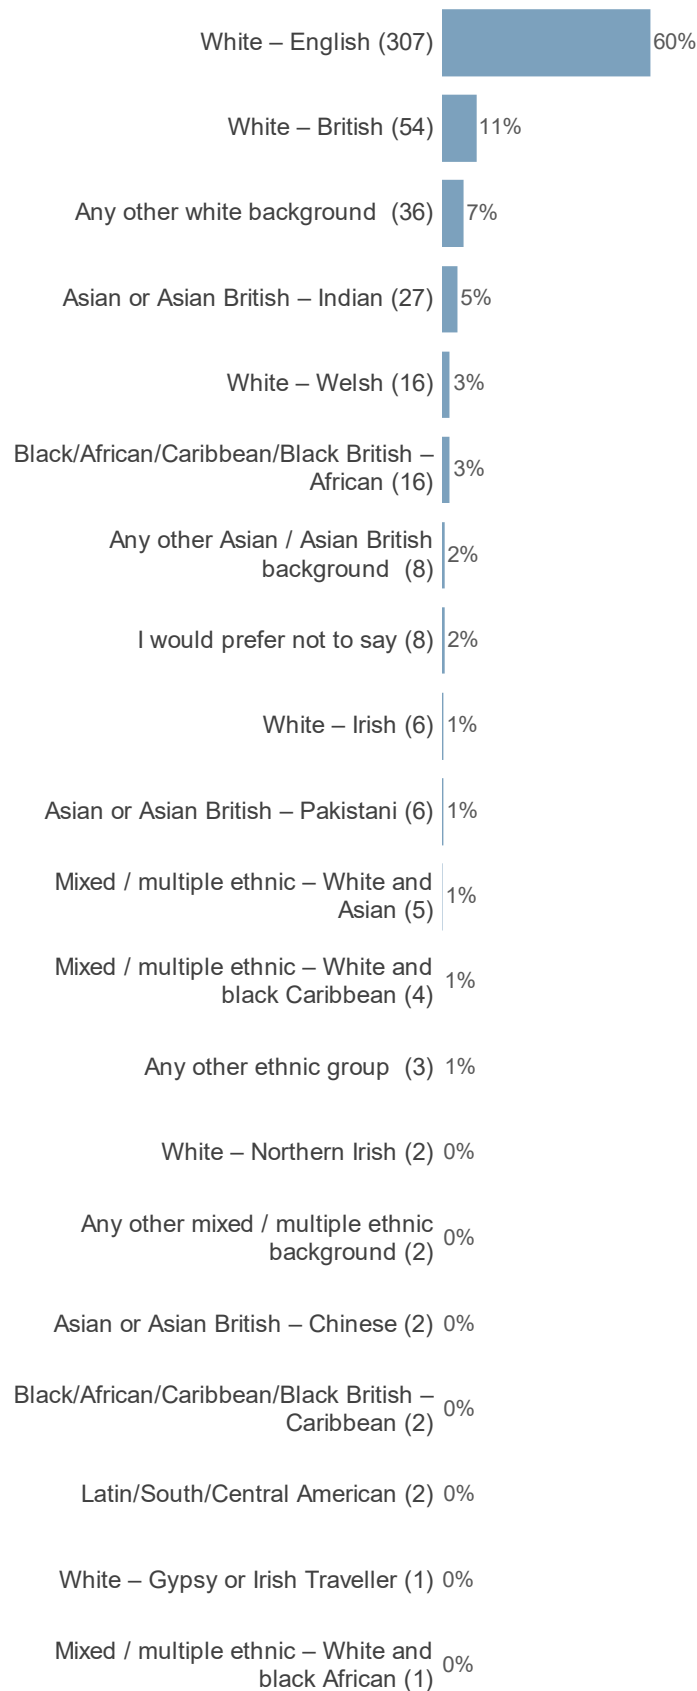 White – English (307) 60%
White – British (54) 11%
Any other white background  (36) 7%
Asian or Asian British – Indian (27) 5%
White – Welsh (16) 3%
Black/African/Caribbean/Black British –
African (16) 3%
Any other Asian / Asian British
background  (8) 2%
I would prefer not to say (8) 2%
White – Irish (6) 1%
Asian or Asian British – Pakistani (6) 1%
Mixed / multiple ethnic – White and
Asian (5) 1%
Mixed / multiple ethnic – White and
black Caribbean (4) 1%
Any other ethnic group  (3) 1%
White – Northern Irish (2) 0%
Any other mixed / multiple ethnic
background (2) 0%
Asian or Asian British – Chinese (2) 0%
Black/African/Caribbean/Black British –
Caribbean (2) 0%
Latin/South/Central American (2) 0%
White – Gypsy or Irish Traveller (1) 0%
Mixed / multiple ethnic – White and
black African (1) 0%